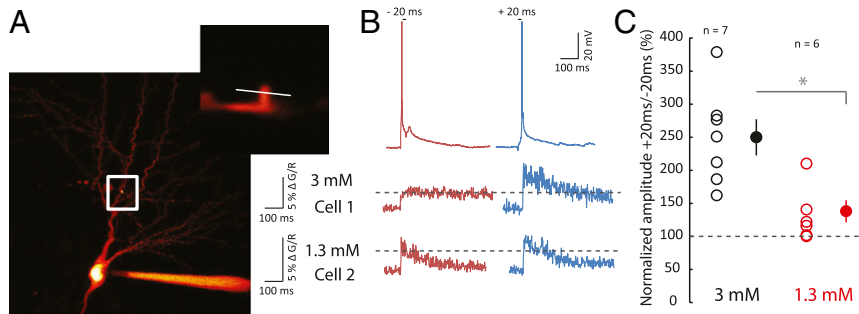 A
B
C
- 20 ms
+ 20 ms
20 mV
100 ms
5 % Δ G/R
100 ms
3 mM
Cell 1
5 % Δ G/R
100 ms
1.3 mM
Cell 2
Normalized amplitude +20ms/-20ms (%)
400
350
300
250
200
150
100
50
0
n = 7
n = 6
*
3 mM
1.3 mM